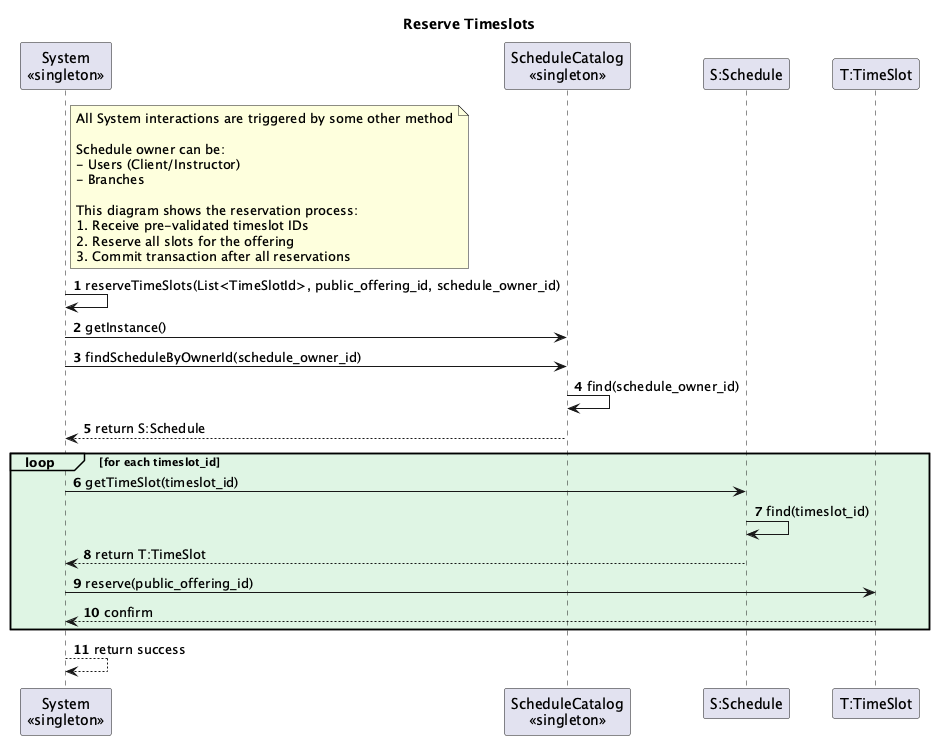 Reserve Timeslots
System
«singleton»
ScheduleCatalog
«singleton»
S:Schedule
T:TimeSlot
All System interactions are triggered by some other method
Schedule owner can be:
- Users (Client/Instructor)
- Branches
This diagram shows the reservation process:
1. Receive pre-validated timeslot IDs
2. Reserve all slots for the offering
3. Commit transaction after all reservations
1 reserveTimeSlots(List<TimeSlotId>, public_offering_id, schedule_owner_id)
2 getInstance()
3 findScheduleByOwnerId(schedule_owner_id)
4 find(schedule_owner_id)
5 return S:Schedule
loop [for each timeslot_id]
6 getTimeSlot(timeslot_id)
7 find(timeslot_id)
8 return T:TimeSlot
9 reserve(public_offering_id)
10 confirm
11 return success
System
«singleton»
ScheduleCatalog
«singleton»
S:Schedule
T:TimeSlot